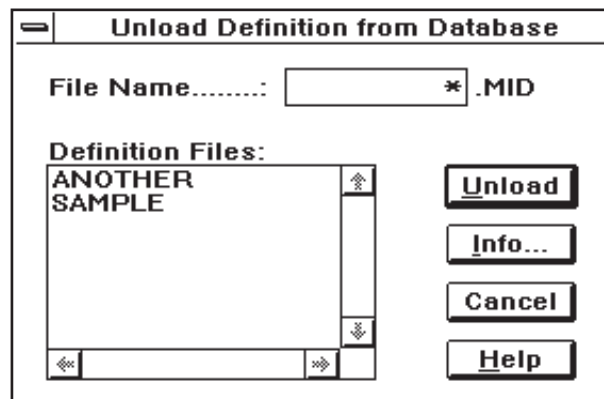 Unload Definition from Database
File Name........: * .MID
Definition Files:
ANOTHER
SAMPLE
Unload
Info...
Cancel
Help